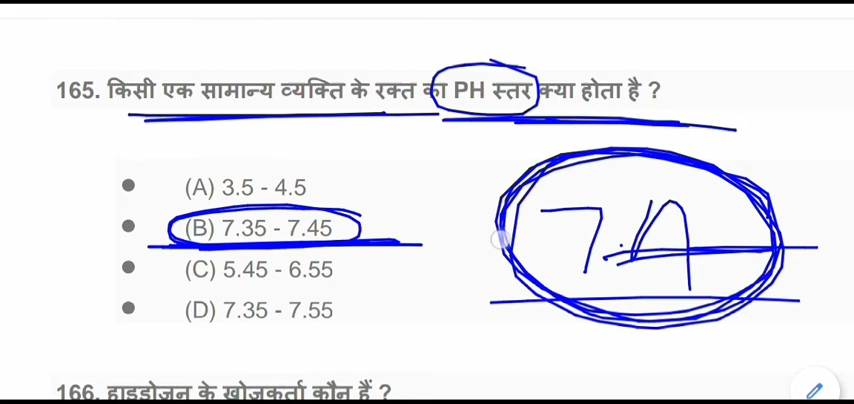 165. किसी एक सामान्य व्यक्ति के रक्त का PH स्तर क्या होता है ?
(A) 3.5 - 4.5
(B) 7.35 - 7.45
7.4
(C) 5.45 - 6.55
(D) 7.35 - 7.55
166. हाइड्रोजन के खोजकर्ता कौन हैं ?